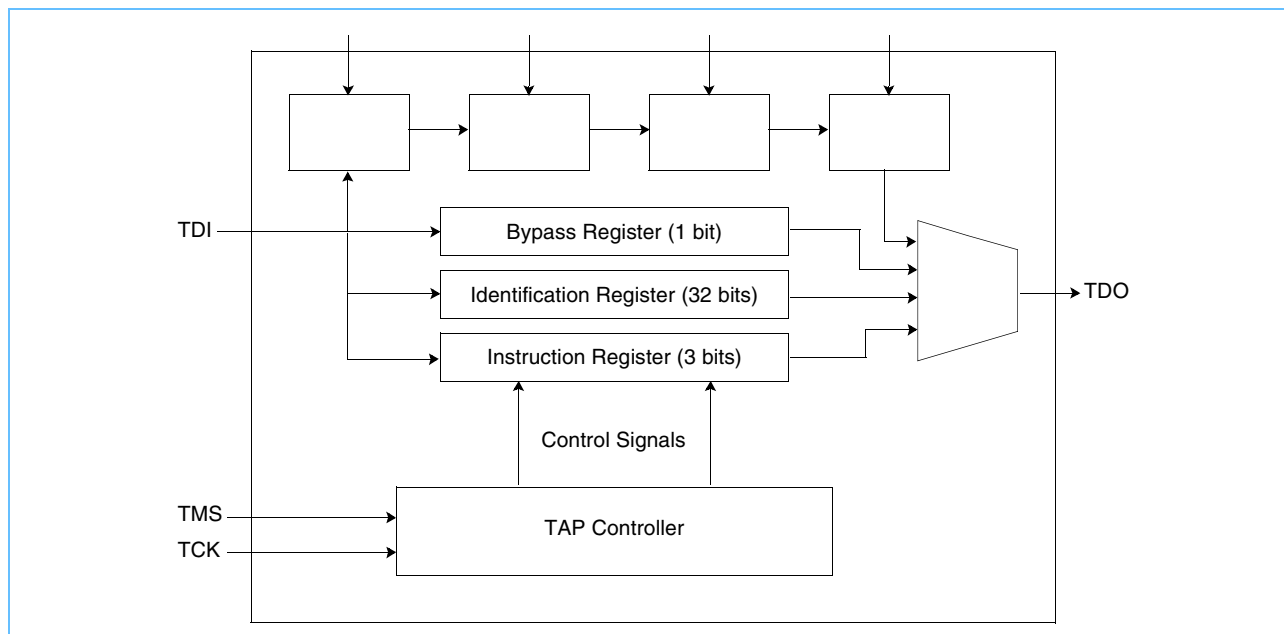 TDI
Bypass Register (1 bit)
Identification Register (32 bits)
TDO
Instruction Register (3 bits)
Control Signals
TMS
TAP Controller
TCK